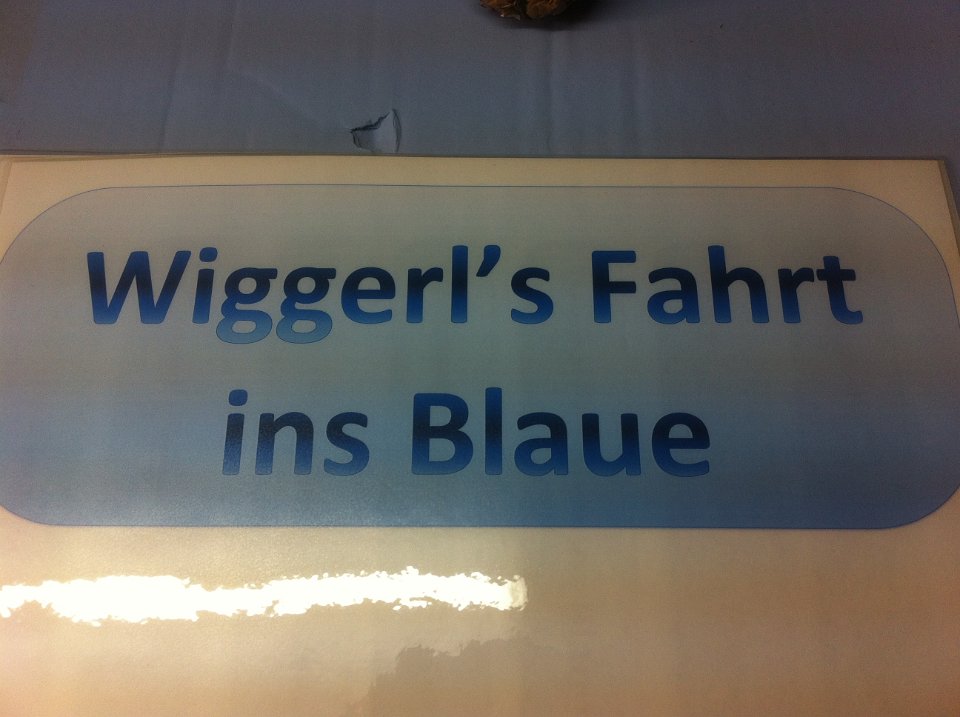 Wiggerl’s Fahrt
ins Blaue